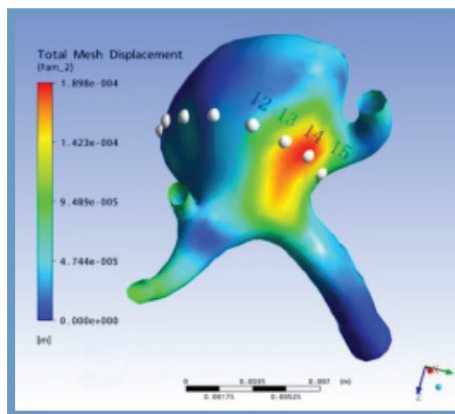 Total Mesh Displacement
(Fam_2)
1.898e-004
1.423e-004
9.489e-005
4.744e-005
0.000e+000
[m]
12
13
14
15
0 0.0035 0.007 (m)
0.00175 0.00525